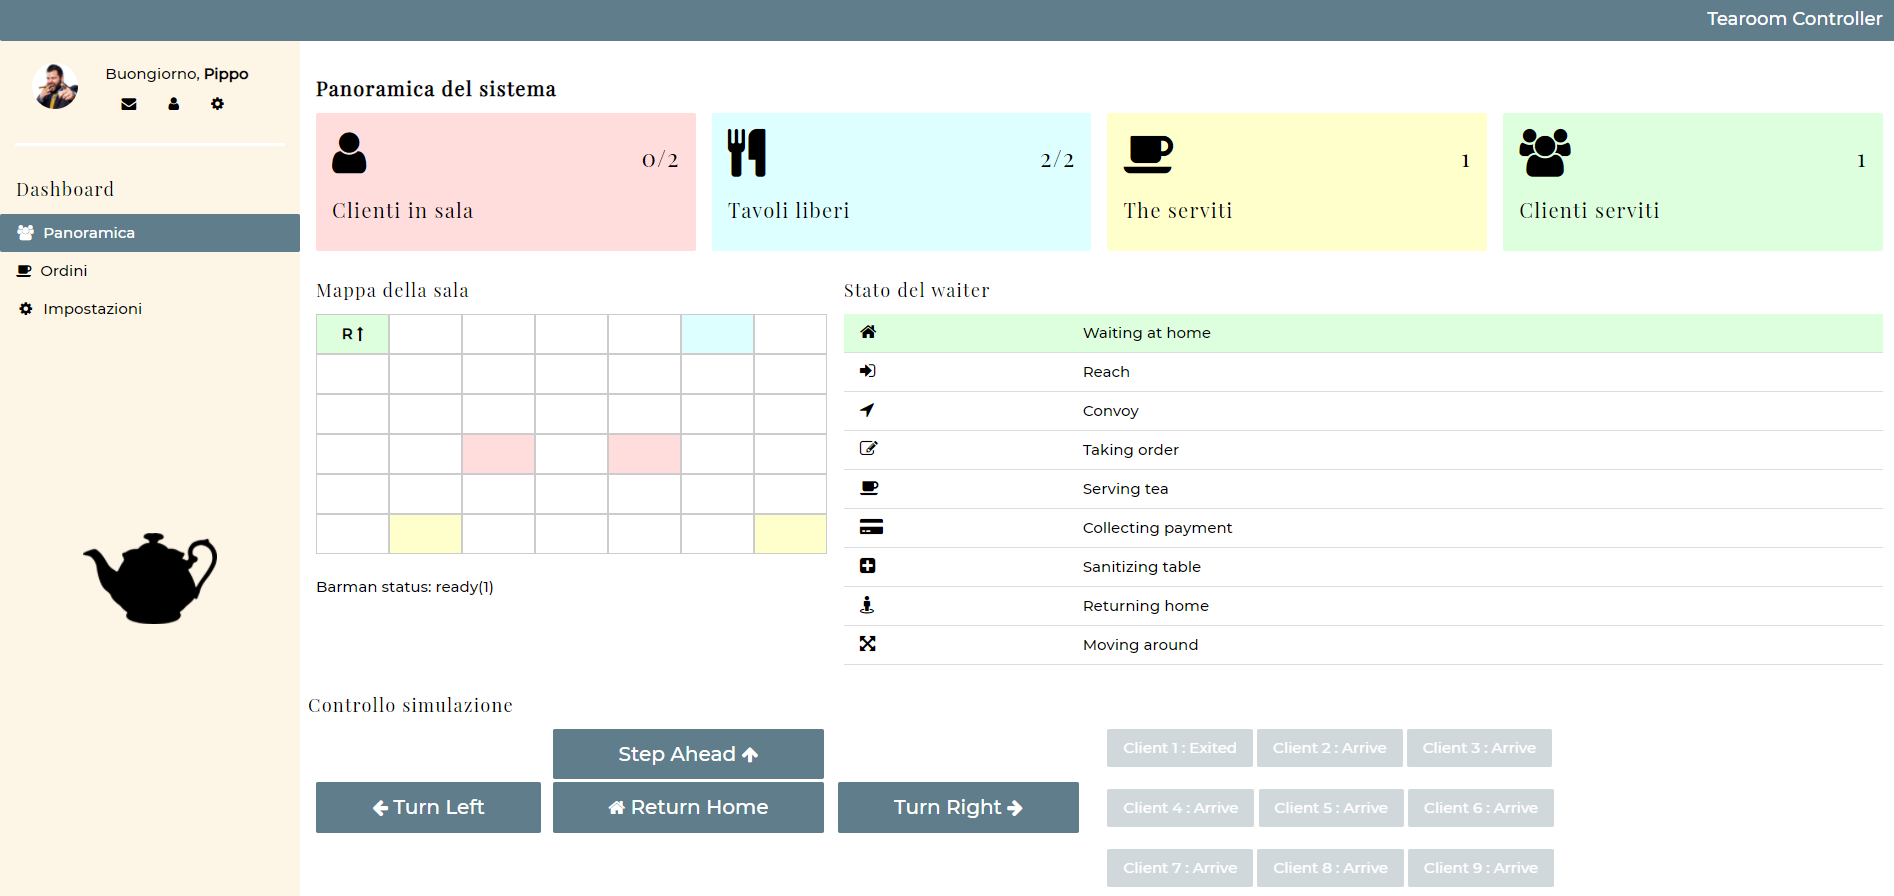 Tearoom Controller
Buongiorno, Pippo
Dashboard
Panoramica
Ordini
Impostazioni
Panoramica del sistema
0/2
Clienti in sala
2/2
Tavoli liberi
1
The serviti
1
Clienti serviti
Mappa della sala
R
Barman status: ready(1)
Stato del waiter
Waiting at home
Reach
Convoy
Taking order
Serving tea
Collecting payment
Sanitizing table
Returning home
Moving around
Controllo simulazione
Step Ahead
Turn Left
Return Home
Turn Right
Client 1 : Exited
Client 2 : Arrive
Client 3 : Arrive
Client 4 : Arrive
Client 5 : Arrive
Client 6 : Arrive
Client 7 : Arrive
Client 8 : Arrive
Client 9 : Arrive